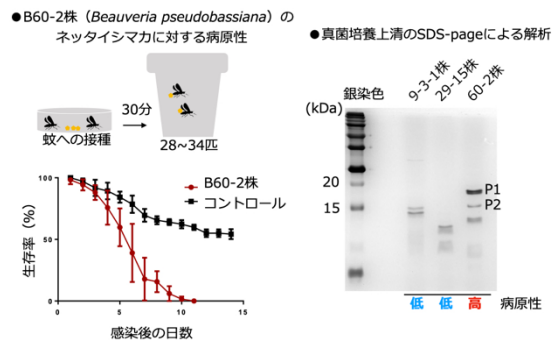 ●B60-2株（Beauveria pseudobassiana）の
ネッタイシマカに対する病原性
30分
蚊への接種
28~34匹
B60-2株
コントロール
100
50
0
生存率（%）
0
5
10
15
感染後の日数
●真菌培養上清のSDS-pageによる解析
銀染色
9-3-1株
29-15株
60-2株
(kDa)
20
15
P1
P2
低
低
高
病原性